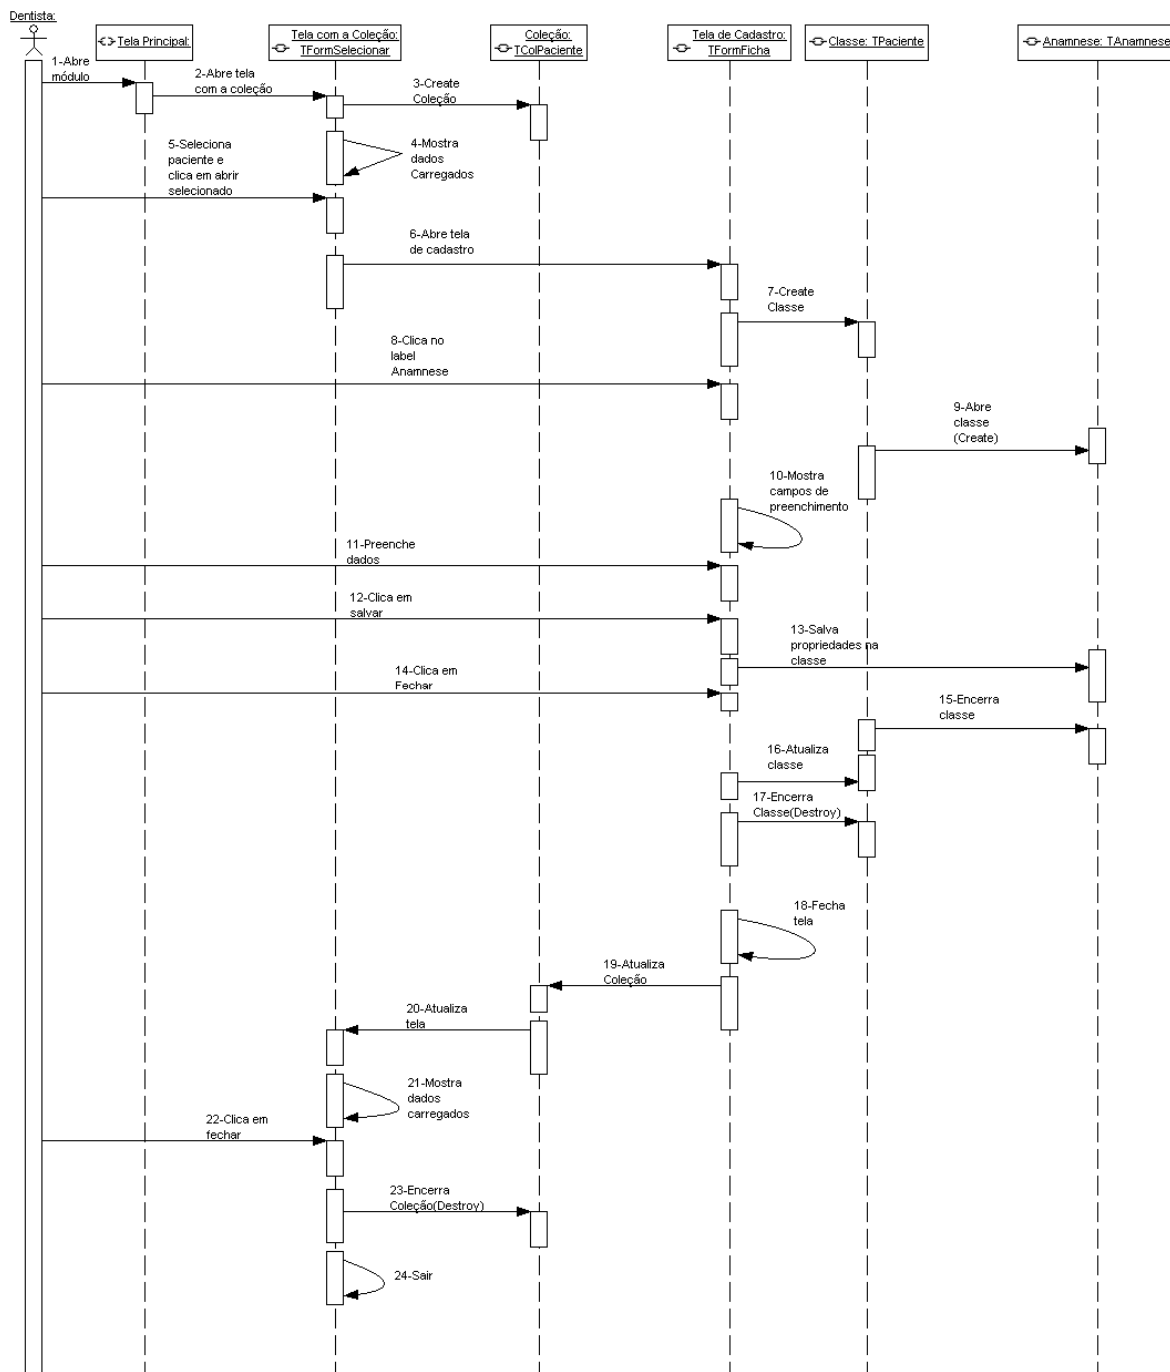 Dentista:
Tela Principal:
Tela com a Coleção:
TFormSelecionar
Coleção:
TColPaciente
Tela de Cadastro:
TFormFicha
Classe: TPaciente
Anamnese: TAnamnese
1-Abre
módulo
2-Abre tela
com a coleção
3-Create
Coleção
4-Mostra
dados
Carregados
5-Seleciona
paciente e
clica em abrir
selecionado
6-Abre tela
de cadastro
7-Create
Classe
8-Clica no
label
Anamnese
9-Abre
classe
(Create)
10-Mostra
campos de
preenchimento
11-Preenche
dados
12-Clica em
salvar
13-Salva
propriedades na
classe
14-Clica em
Fechar
15-Encerra
classe
16-Atualiza
classe
17-Encerra
Classe(Destroy)
18-Fecha
tela
19-Atualiza
Coleção
20-Atualiza
tela
21-Mostra
dados
carregados
22-Clica em
fechar
23-Encerra
Coleção(Destroy)
24-Sair